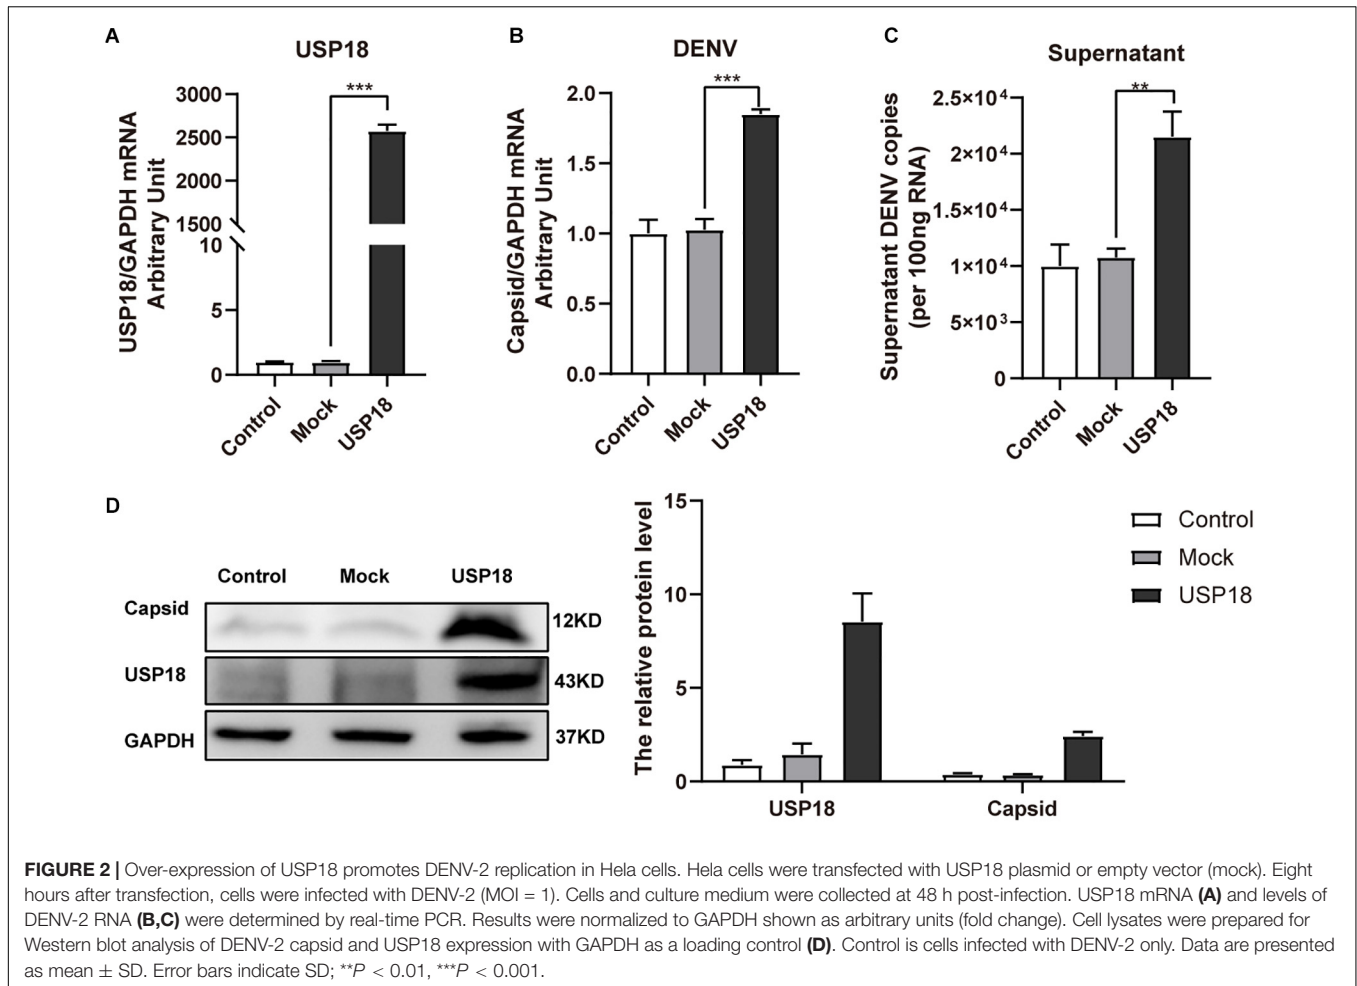 A
USP18
USP18/GAPDH mRNA
Arbitrary Unit
3000
2500
2000
1500
10
5
0
***
Control
Mock
USP18
B
DENV
Capsid/GAPDH mRNA
Arbitrary Unit
2.0
1.5
1.0
0.5
0.0
***
Control
Mock
USP18
C
Supernatant
Supernatant DENV copies
(per 100ng RNA)
2.5×10⁴
2×10⁴
1.5×10⁴
1×10⁴
5×10³
0
**
Control
Mock
USP18
D
Control Mock USP18
Capsid 12KD
USP18 43KD
GAPDH 37KD
The relative protein level
15
10
5
0
USP18 Capsid
Control
Mock
USP18
FIGURE 2 | Over-expression of USP18 promotes DENV-2 replication in Hela cells. Hela cells were transfected with USP18 plasmid or empty vector (mock). Eight
hours after transfection, cells were infected with DENV-2 (MOI = 1). Cells and culture medium were collected at 48 h post-infection. USP18 mRNA (A) and levels of
DENV-2 RNA (B,C) were determined by real-time PCR. Results were normalized to GAPDH shown as arbitrary units (fold change). Cell lysates were prepared for
Western blot analysis of DENV-2 capsid and USP18 expression with GAPDH as a loading control (D). Control is cells infected with DENV-2 only. Data are presented
as mean ± SD. Error bars indicate SD; **P < 0.01, ***P < 0.001.